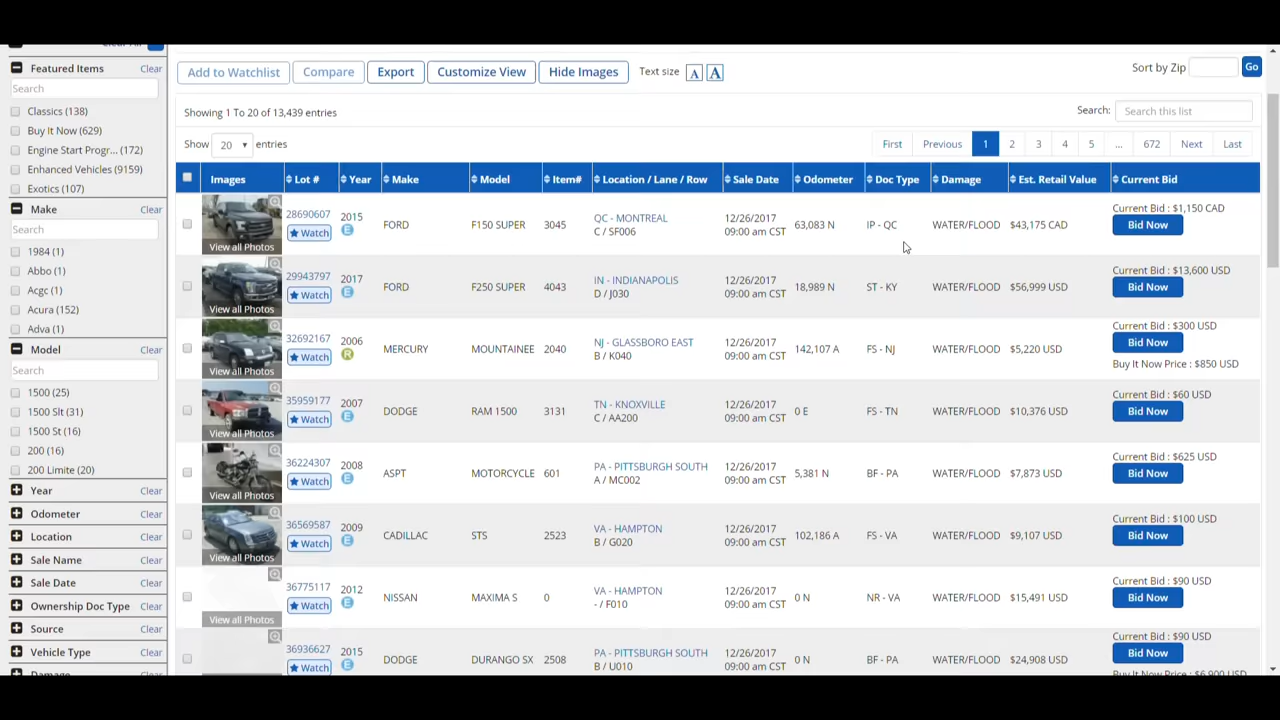 Clear All
Featured Items Clear
Search
Classics (138)
Buy It Now (629)
Engine Start Progr... (172)
Enhanced Vehicles (9159)
Exotics (107)
Make Clear
Search
1984 (1)
Abbo (1)
Acgc (1)
Acura (152)
Adva (1)
Model Clear
Search
1500 (25)
1500 Slt (31)
1500 St (16)
200 (16)
200 Limite (20)
Year Clear
Odometer Clear
Location Clear
Sale Name Clear
Sale Date Clear
Ownership Doc Type Clear
Source Clear
Vehicle Type Clear
Damage Clear
Add to Watchlist Compare Export Customize View Hide Images Text size A A Sort by Zip Go
Showing 1 To 20 of 13,439 entries Search: Search this list
Show 20 entries First Previous 1 2 3 4 5 ... 672 Next Last
Images Lot # Year Make Model Item# Location / Lane / Row Sale Date Odometer Doc Type Damage Est. Retail Value Current Bid
View all Photos
28690607 2015
Watch E
FORD F150 SUPER 3045
QC - MONTREAL
C / SF006
12/26/2017
09:00 am CST
63,083 N IP - QC WATER/FLOOD $43,175 CAD
Current Bid : $1,150 CAD
Bid Now
View all Photos
29943797 2017
Watch E
FORD F250 SUPER 4043
IN - INDIANAPOLIS
D / J030
12/26/2017
09:00 am CST
18,989 N ST - KY WATER/FLOOD $56,999 USD
Current Bid : $13,600 USD
Bid Now
View all Photos
32692167 2006
Watch R
MERCURY MOUNTAINEE 2040
NJ - GLASSBORO EAST
B / K040
12/26/2017
09:00 am CST
142,107 A FS - NJ WATER/FLOOD $5,220 USD
Current Bid : $300 USD
Bid Now
Buy It Now Price : $850 USD
View all Photos
35959177 2007
Watch E
DODGE RAM 1500 3131
TN - KNOXVILLE
C / AA200
12/26/2017
09:00 am CST
0 E FS - TN WATER/FLOOD $10,376 USD
Current Bid : $60 USD
Bid Now
View all Photos
36224307 2008
Watch E
ASPT MOTORCYCLE 601
PA - PITTSBURGH SOUTH
A / MC002
12/26/2017
09:00 am CST
5,381 N BF - PA WATER/FLOOD $7,873 USD
Current Bid : $625 USD
Bid Now
View all Photos
36569587 2009
Watch E
CADILLAC STS 2523
VA - HAMPTON
B / G020
12/26/2017
09:00 am CST
102,186 A FS - VA WATER/FLOOD $9,107 USD
Current Bid : $100 USD
Bid Now
View all Photos
36775117 2012
Watch E
NISSAN MAXIMA S 0
VA - HAMPTON
- / F010
12/26/2017
09:00 am CST
0 N NR - VA WATER/FLOOD $15,491 USD
Current Bid : $90 USD
Bid Now
36936627 2015
Watch E
DODGE DURANGO SX 2508
PA - PITTSBURGH SOUTH
B / U010
12/26/2017
09:00 am CST
0 N BF - PA WATER/FLOOD $24,908 USD
Current Bid : $90 USD
Bid Now
Buy It Now Price : $6,900 USD